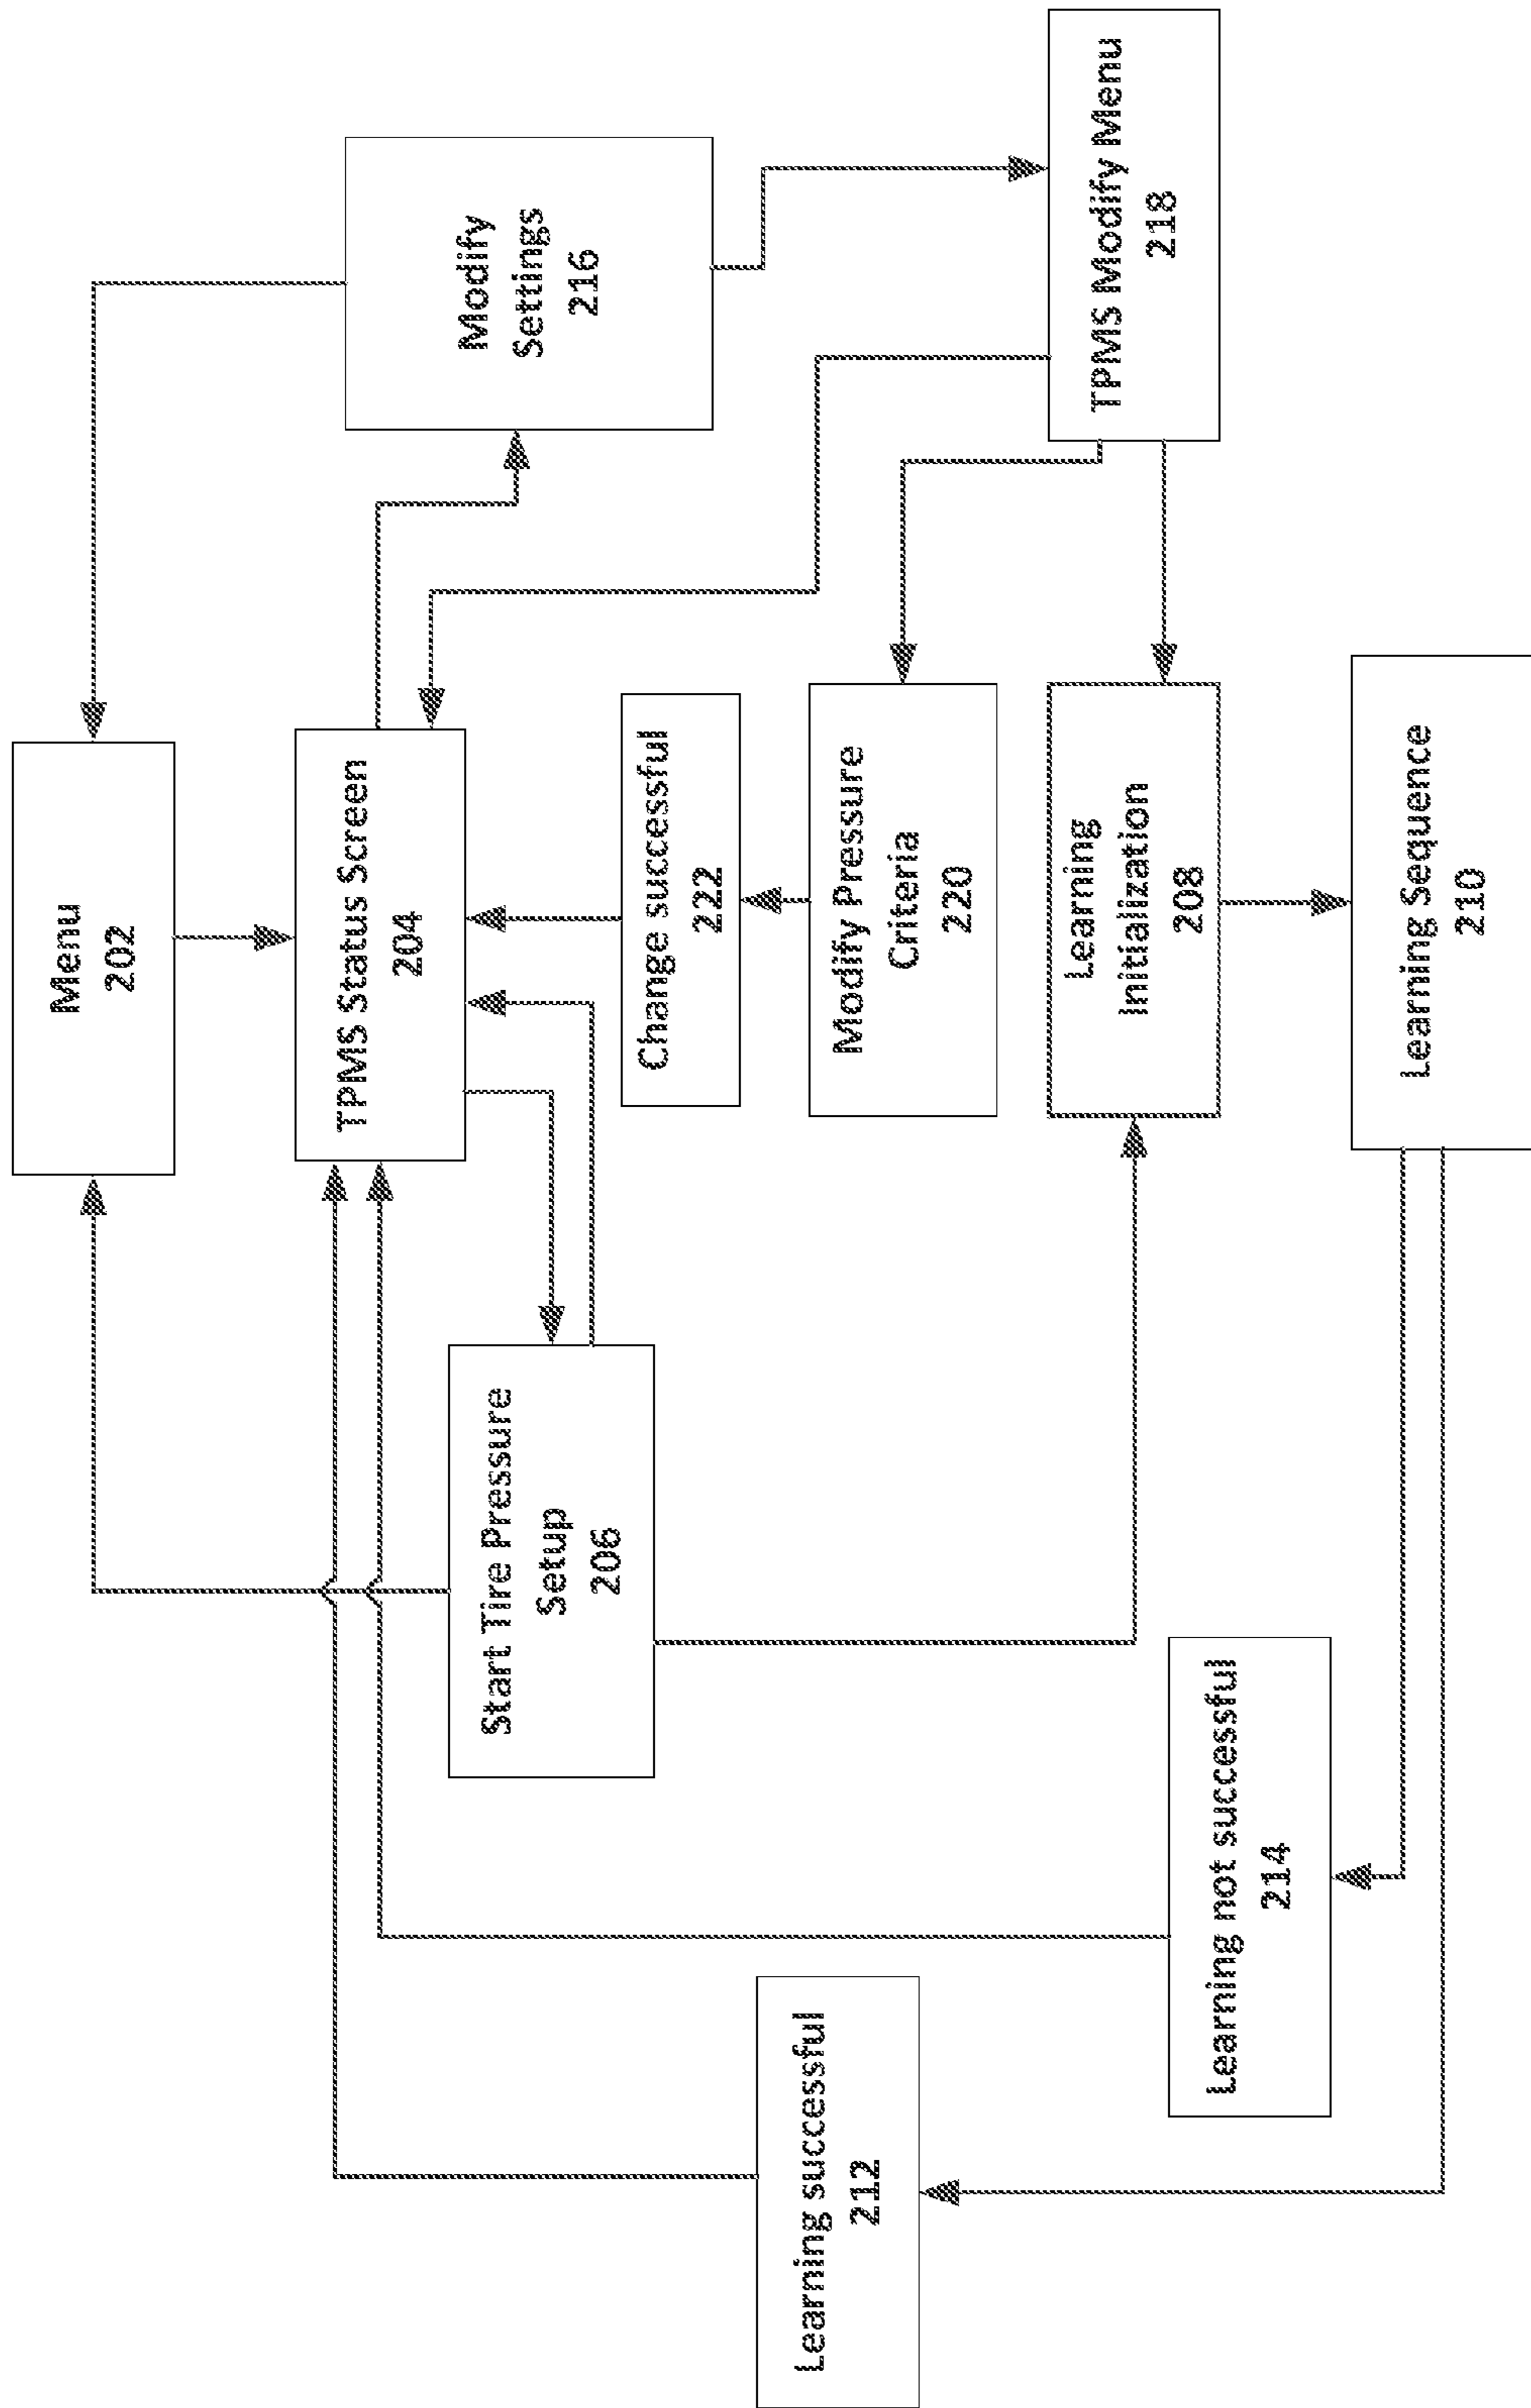 Menu
202
TPMS Status Screen
204
Start Tire Pressure
Setup
206
Modify
Settings
216
Change successful
222
Learning successful
212
Modify Pressure
Criteria
220
Learning
Initialization
208
TPMS Modify Menu
218
Learning not successful
214
Learning Sequence
210